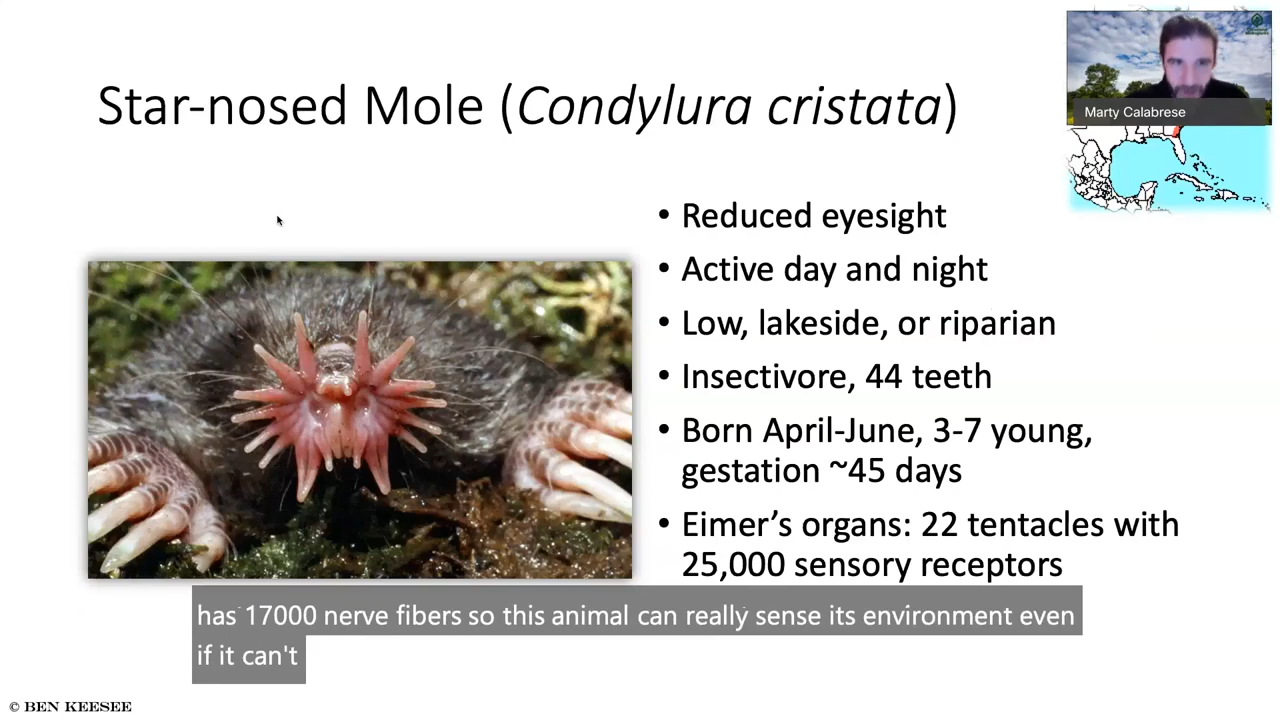 Star-nosed Mole (Condylura cristata)
Marty Calabrese
• Reduced eyesight
• Active day and night
• Low, lakeside, or riparian
• Insectivore, 44 teeth
• Born April-June, 3-7 young,
gestation ~45 days
• Eimer’s organs: 22 tentacles with
25,000 sensory receptors
has 17000 nerve fibers so this animal can really sense its environment even
if it can't
© BEN KEESEE